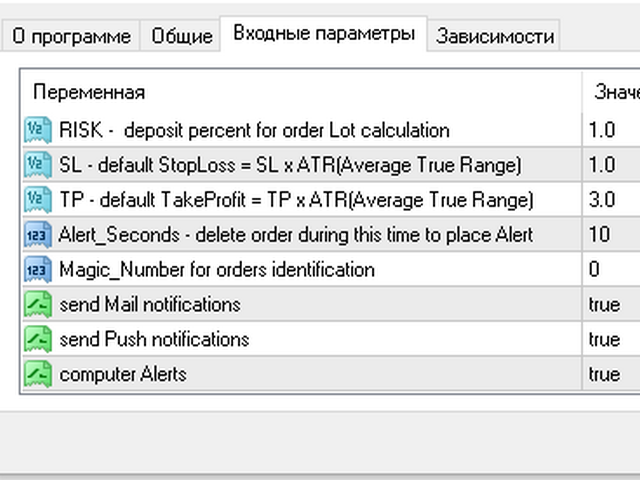 О программе Общие Входные параметры Зависимости
Переменная Значе
RISK - deposit percent for order Lot calculation 1.0
SL - default StopLoss = SL x ATR(Average True Range) 1.0
TP - default TakeProfit = TP x ATR(Average True Range) 3.0
Alert_Seconds - delete order during this time to place Alert 10
Magic_Number for orders identification 0
send Mail notifications true
send Push notifications true
computer Alerts true